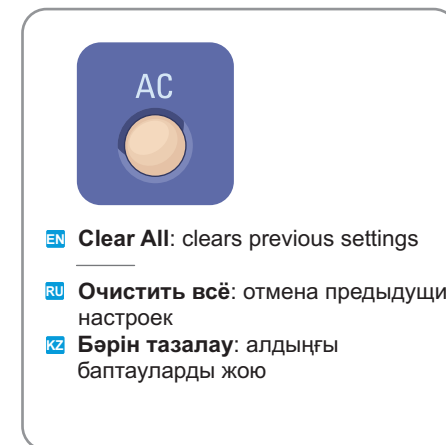 AC
EN Clear All: clears previous settings
RU Очистить всё: отмена предыдущи
настроек
KZ Бәрін тазалау: алдыңғы
баптауларды жою